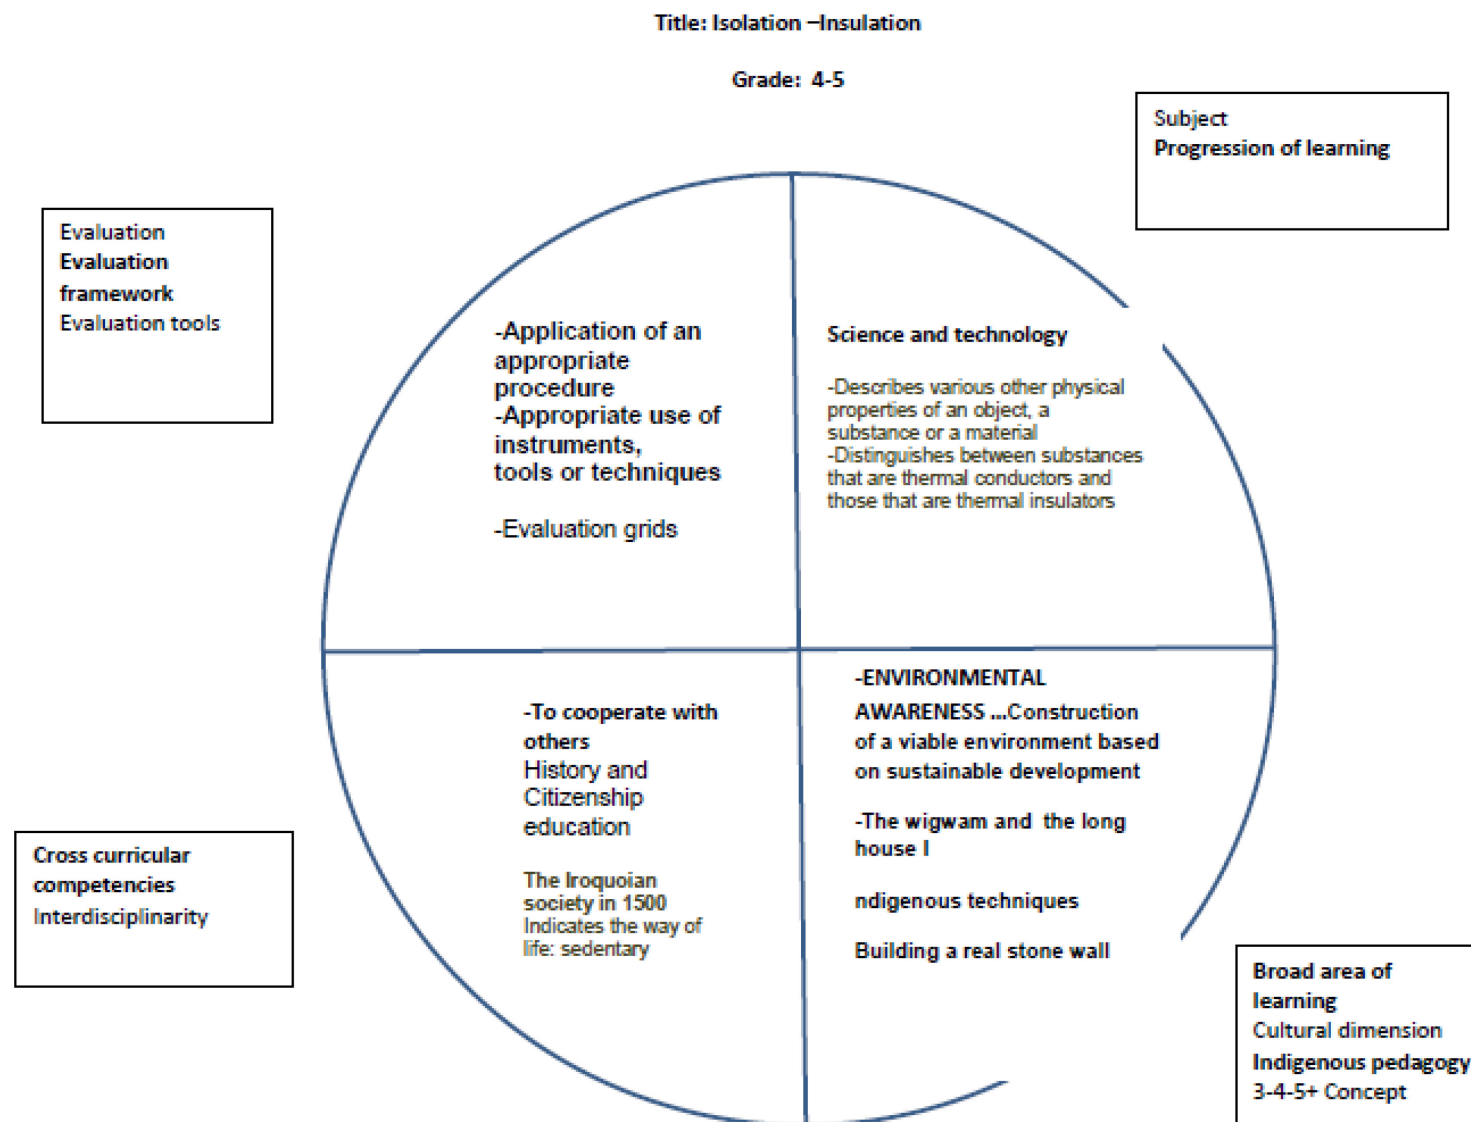 Title: Isolation –Insulation
Grade: 4-5
Subject
Progression of learning
Evaluation
Evaluation
framework
Evaluation tools
-Application of an
appropriate
procedure
-Appropriate use of
instruments,
tools or techniques
-Evaluation grids
Science and technology
-Describes various other physical
properties of an object, a
substance or a material
-Distinguishes between substances
that are thermal conductors and
those that are thermal insulators
-To cooperate with
others
History and
Citizenship
education
The Iroquoian
society in 1500
Indicates the way of
life: sedentary
-ENVIRONMENTAL
AWARENESS ...Construction
of a viable environment based
on sustainable development
-The wigwam and the long
house I
ndigenous techniques
Building a real stone wall
Cross curricular
competencies
Interdisciplinarity
Broad area of
learning
Cultural dimension
Indigenous pedagogy
3-4-5+ Concept